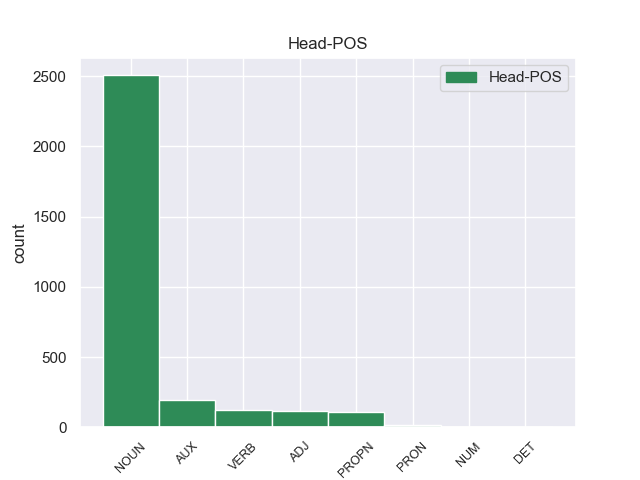 Head-POS
Head-POS
2500
2000
1500
1000
500
0
count
NOUN
AUX
VERB
ADJ
PROPN
PRON
NUM
DET